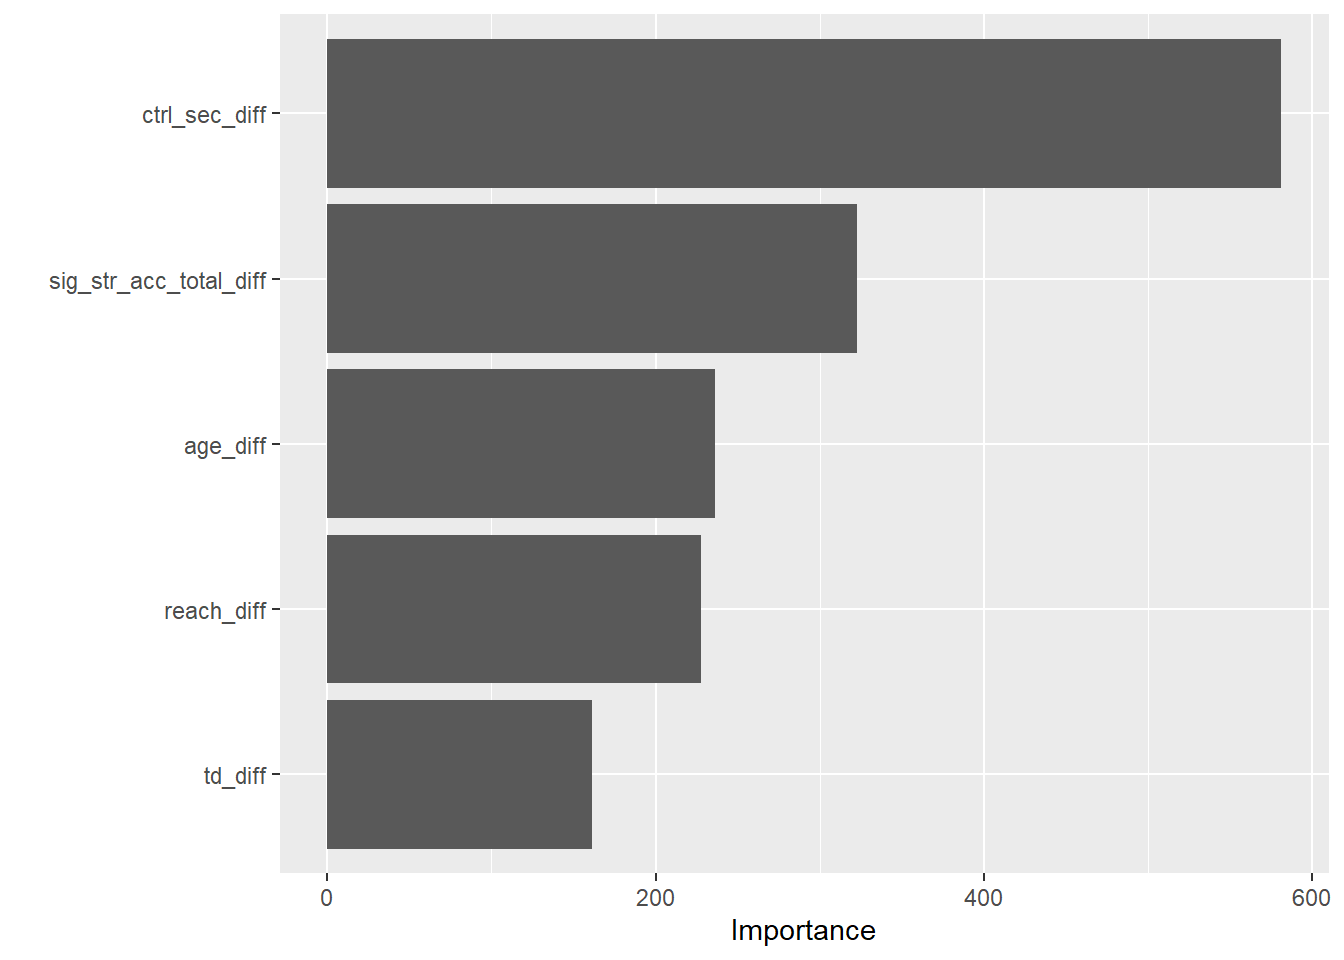 ctrl_sec_diff
sig_str_acc_total_diff
age_diff
reach_diff
td_diff
0 200 400 600
Importance